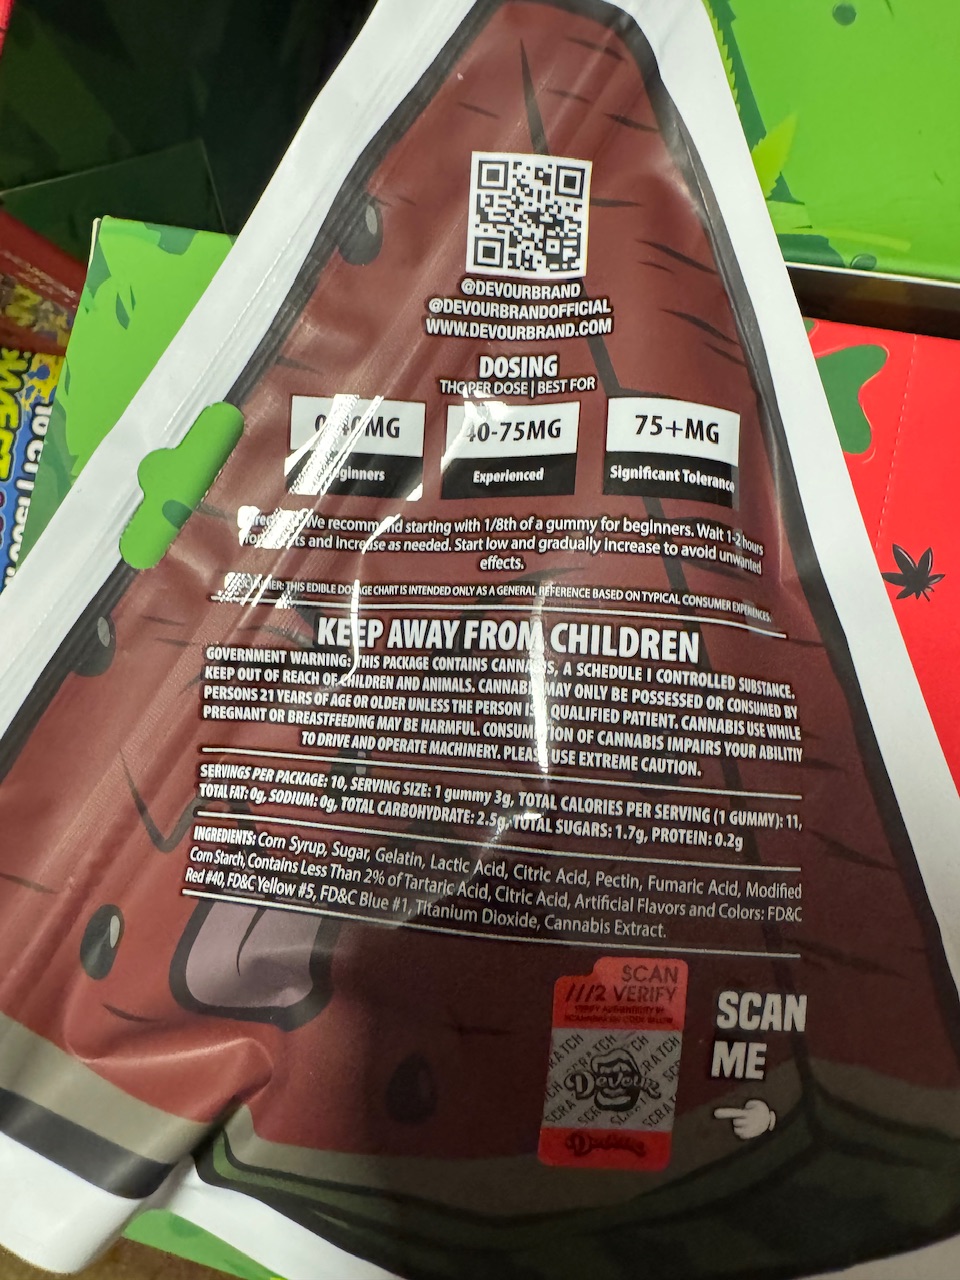 @DEVOURBRAND
@DEVOURBRANDOFFICIAL
WWW.DEVOURBRAND.COM
DOSING
THC PER DOSE | BEST FOR
40-75MG
75+MG
Experienced
Significant Tolerance
We recommend starting with 1/8th of a gummy for beginners. Wait 1-2 hours
and increase as needed. Start low and gradually increase to avoid unwanted
effects.
THIS EDIBLE DOSAGE CHART IS INTENDED ONLY AS A GENERAL REFERENCE BASED ON TYPICAL CONSUMER EXPERIENCES.
KEEP AWAY FROM CHILDREN
GOVERNMENT WARNING: THIS PACKAGE CONTAINS CANNABIS, A SCHEDULE I CONTROLLED SUBSTANCE.
KEEP OUT OF REACH OF CHILDREN AND ANIMALS. CANNABIS MAY ONLY BE POSSESSED OR CONSUMED BY
PERSONS 21 YEARS OF AGE OR OLDER UNLESS THE PERSON IS QUALIFIED PATIENT. CANNABIS USE WHILE
PREGNANT OR BREASTFEEDING MAY BE HARMFUL. CONSUMPTION OF CANNABIS IMPAIRS YOUR ABILITIY
TO DRIVE AND OPERATE MACHINERY. PLEASE USE EXTREME CAUTION.
SERVINGS PER PACKAGE: 10, SERVING SIZE: 1 gummy 3g, TOTAL CALORIES PER SERVING (1 GUMMY): 11,
TOTAL FAT: 0g, SODIUM: 0g, TOTAL CARBOHYDRATE: 2.5g, TOTAL SUGARS: 1.7g, PROTEIN: 0.2g
INGREDIENTS: Corn Syrup, Sugar, Gelatin, Lactic Acid, Citric Acid, Pectin, Fumaric Acid, Modified
Corn Starch, Contains Less Than 2% of Tartaric Acid, Citric Acid, Artificial Flavors and Colors: FD&C
Red #40, FD&C Yellow #5, FD&C Blue #1, Titanium Dioxide, Cannabis Extract.
SCAN
///2 VERIFY
VERIFY AUTHENTICITY BY
SCANNING QR CODE BELOW
Devour
SCAN
ME